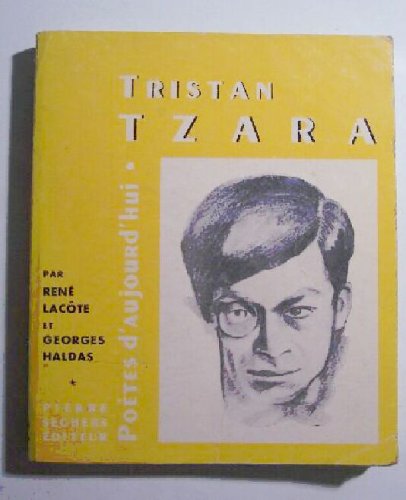 TRISTAN
TZARA
Poètes d'aujourd'hui •
PAR
RENÉ
LACÔTE
ET
GEORGES
HALDAS
*
PIERRE
SEGHERS
ÉDITEUR